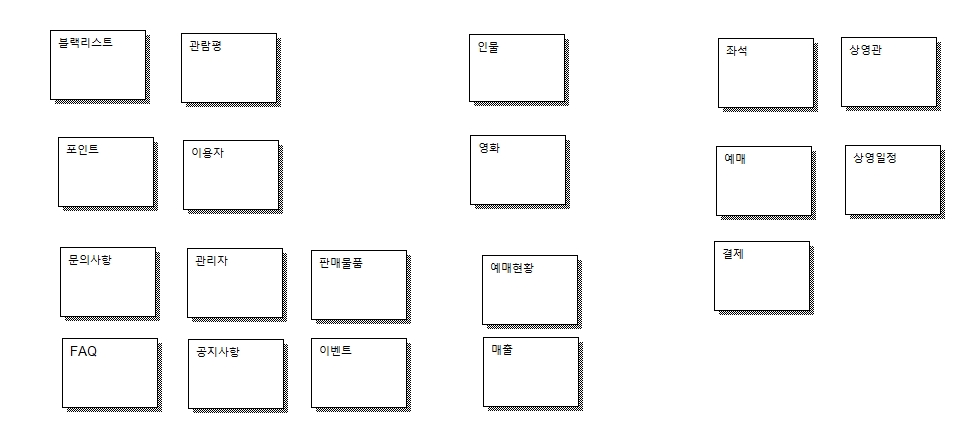 블랙리스트
관람평
인물
좌석
상영관
포인트
이용자
영화
예매
상영일정
문의사항
관리자
판매물품
예매현황
결제
FAQ
공지사항
이벤트
매출